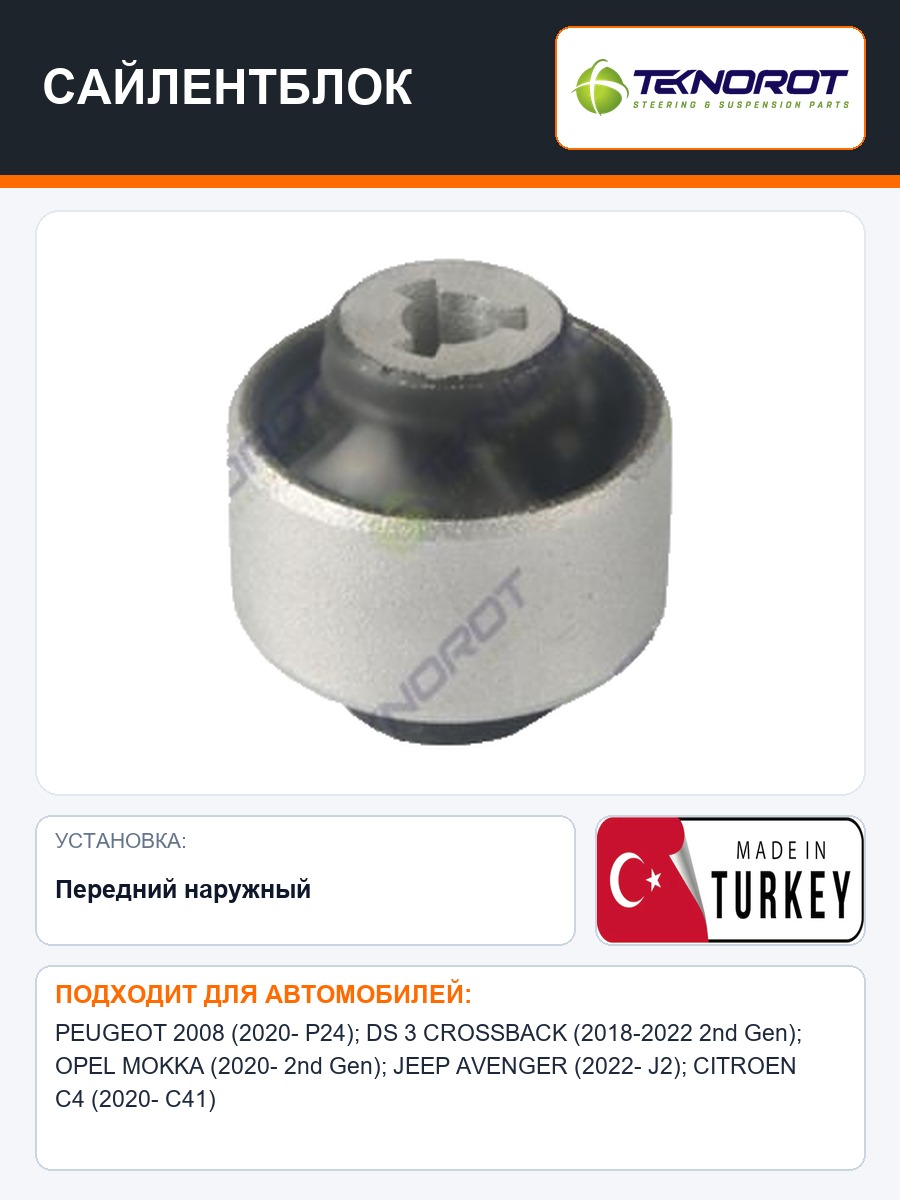 САЙЛЕНТБЛОК
TEKNOROT
STEERING & SUSPENSION PARTS
TEKNOROT
УСТАНОВКА:
Передний наружный
MADE IN
TURKEY
ПОДХОДИТ ДЛЯ АВТОМОБИЛЕЙ:
PEUGEOT 2008 (2020- P24); DS 3 CROSSBACK (2018-2022 2nd Gen);
OPEL MOKKA (2020- 2nd Gen); JEEP AVENGER (2022- J2); CITROEN
C4 (2020- C41)